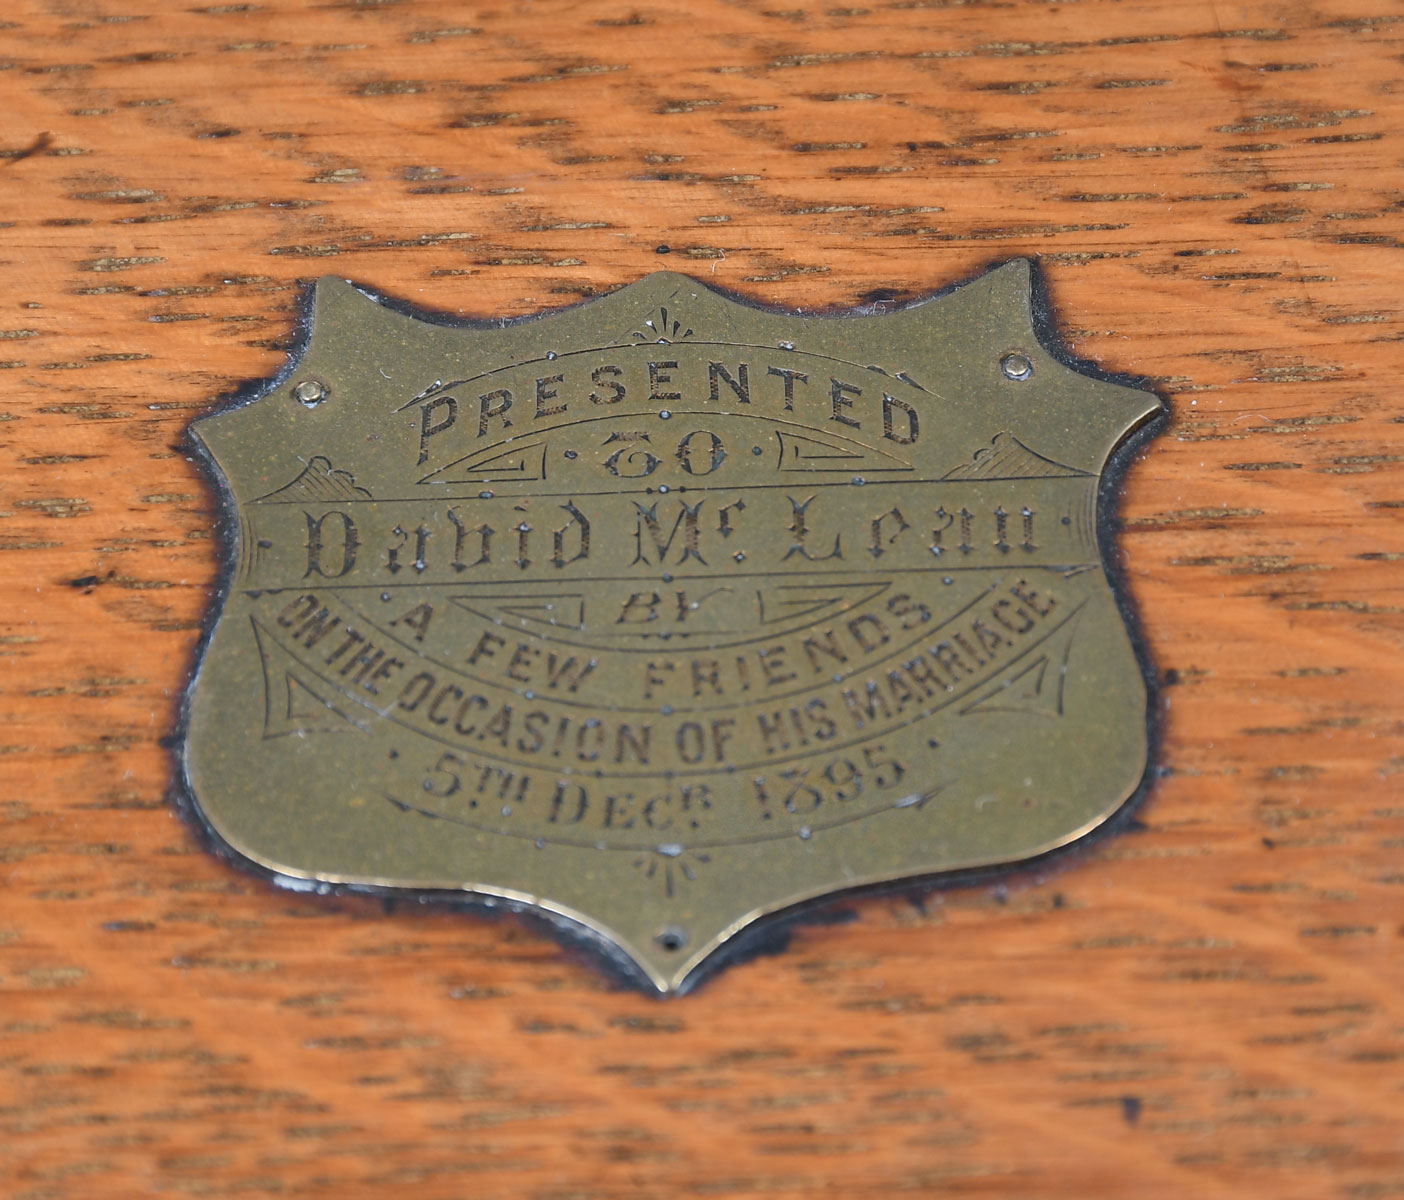 PRESENTED
TO
David Mc. Lean
BY
A FEW FRIENDS
ON THE OCCASION OF HIS MARRIAGE
5TH DECR. 1895